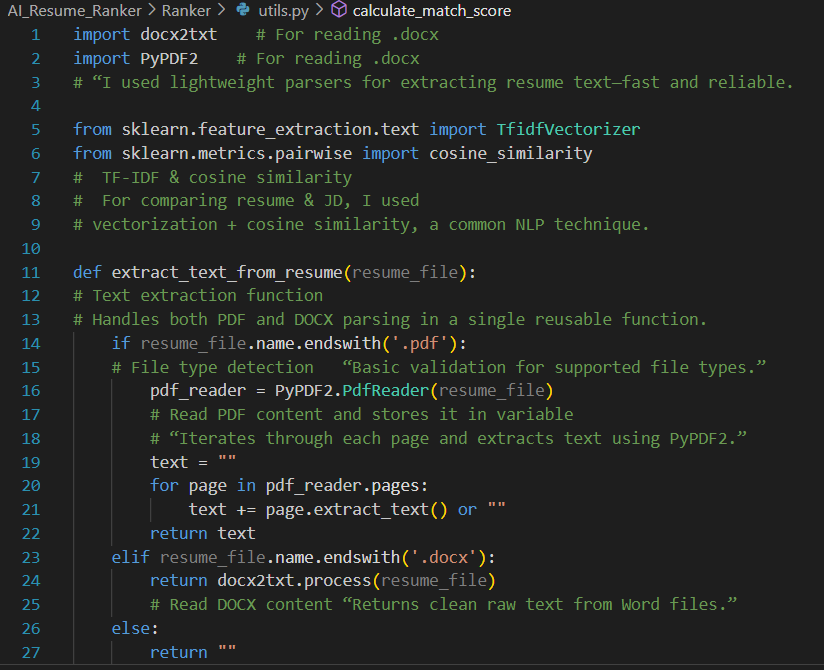 AI_Resume_Ranker > Ranker > utils.py > calculate_match_score
1 import docx2txt    # For reading .docx
2 import PyPDF2    # For reading .docx
3 # “I used lightweight parsers for extracting resume text—fast and reliable.
4
5 from sklearn.feature_extraction.text import TfidfVectorizer
6 from sklearn.metrics.pairwise import cosine_similarity
7 #  TF-IDF & cosine similarity
8 #  For comparing resume & JD, I used
9 # vectorization + cosine similarity, a common NLP technique.
10
11 def extract_text_from_resume(resume_file):
12 # Text extraction function
13 # Handles both PDF and DOCX parsing in a single reusable function.
14     if resume_file.name.endswith('.pdf'):
15     # File type detection   “Basic validation for supported file types.”
16         pdf_reader = PyPDF2.PdfReader(resume_file)
17         # Read PDF content and stores it in variable
18         # “Iterates through each page and extracts text using PyPDF2.”
19         text = ""
20         for page in pdf_reader.pages:
21             text += page.extract_text() or ""
22         return text
23     elif resume_file.name.endswith('.docx'):
24         return docx2txt.process(resume_file)
25         # Read DOCX content “Returns clean raw text from Word files.”
26     else:
27         return ""